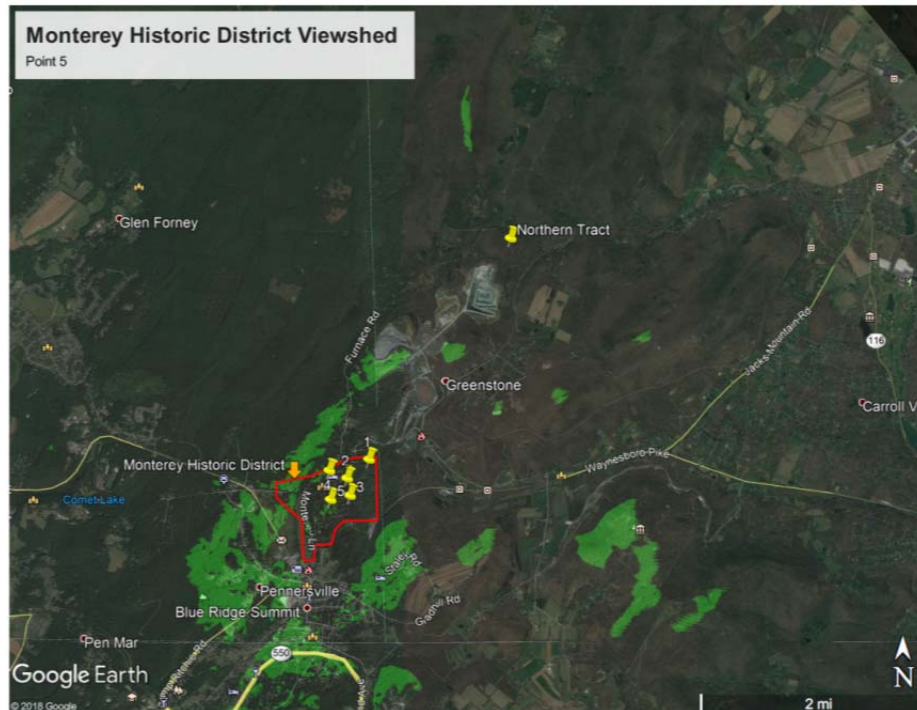 Monterey Historic District Viewshed
Point 5
Glen Forney
Northern Tract
Furnace Rd
Jacks Mountain Rd
116
Greenstone
Carroll V
1
Monterey Historic District
2
Waynesboro Pike
4
5
3
Comet Lake
Monte
Ln
Rd
Pennersville
Gladhill Rd
Blue Ridge Summit
Pen Mar
550
Google Earth
N
© 2018 Google
2 mi